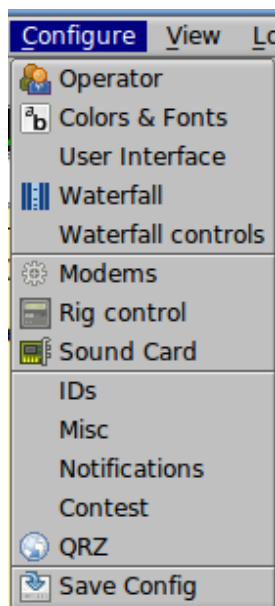 Configure View
Operator
Colors & Fonts
User Interface
Waterfall
Waterfall controls
Modems
Rig control
Sound Card
IDs
Misc
Notifications
Contest
QRZ
Save Config